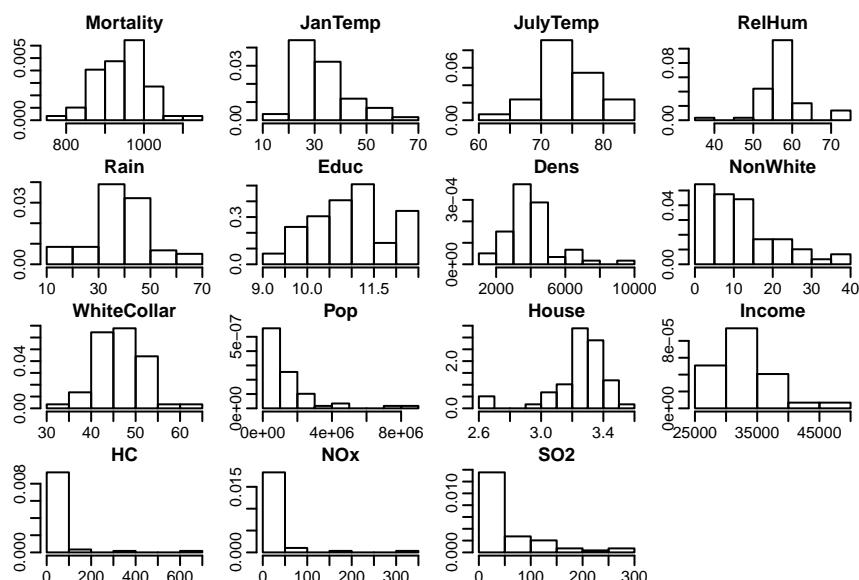 Mortality JanTemp JulyTemp RelHum
0.000 0.005 0.00 0.03 0.00 0.06 0.00 0.08
800 1000 10 30 50 70 60 70 80 40 50 60 70
Rain Educ Dens NonWhite
0.00 0.03 0.0 0.3 0e+00 3e-04 0.00 0.04
10 30 50 70 9.0 10.0 11.5 2000 6000 10000 0 10 20 30 40
WhiteCollar Pop House Income
0.00 0.04 0e+00 5e-07 0.0 2.0 0e+00 8e-05
30 40 50 60 0e+00 4e+06 8e+06 2.6 3.0 3.4 25000 35000 50000
HC NOx SO2
0.000 0.008 0.000 0.015 0.000 0.010
0 200 400 600 0 100 200 300 0 100 200 300